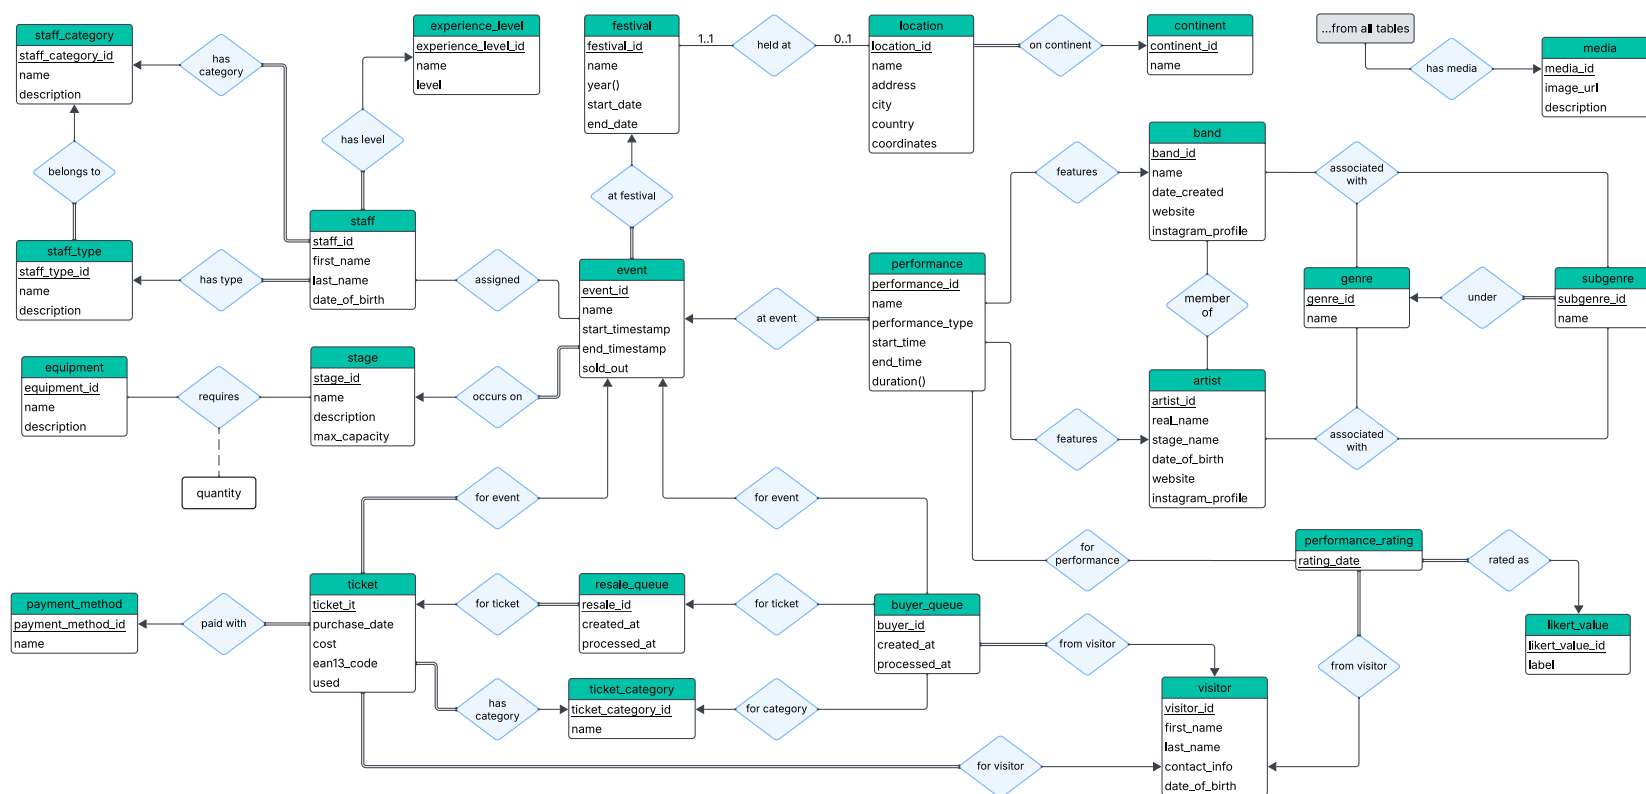 staff_category
staff_category_id
name
description
has
category
experience_level
experience_level_id
name
level
festival
festival_id
name
year()
start_date
end_date
1..1
held at
0..1
location
location_id
name
address
city
country
coordinates
on continent
continent
continent_id
name
...from all tables
has media
media
media_id
image_url
description
belongs to
has level
at festival
features
band
band_id
name
date_created
website
instagram_profile
associated
with
staff_type
staff_type_id
name
description
has type
staff
staff_id
first_name
last_name
date_of_birth
assigned
event
event_id
name
start_timestamp
end_timestamp
sold_out
at event
performance
performance_id
name
performance_type
start_time
end_time
duration()
member
of
genre
genre_id
name
under
subgenre
subgenre_id
name
equipment
equipment_id
name
description
requires
quantity
stage
stage_id
name
description
max_capacity
occurs on
features
artist
artist_id
real_name
stage_name
date_of_birth
website
instagram_profile
associated
with
for event
for event
for
performance
performance_rating
rating_date
rated as
payment_method
payment_method_id
name
paid with
ticket
ticket_it
purchase_date
cost
ean13_code
used
for ticket
resale_queue
resale_id
created_at
processed_at
for ticket
buyer_queue
buyer_id
created_at
processed_at
from visitor
from visitor
likert_value
likert_value_id
label
has
category
ticket_category
ticket_category_id
name
for category
for visitor
visitor
visitor_id
first_name
last_name
contact_info
date_of_birth